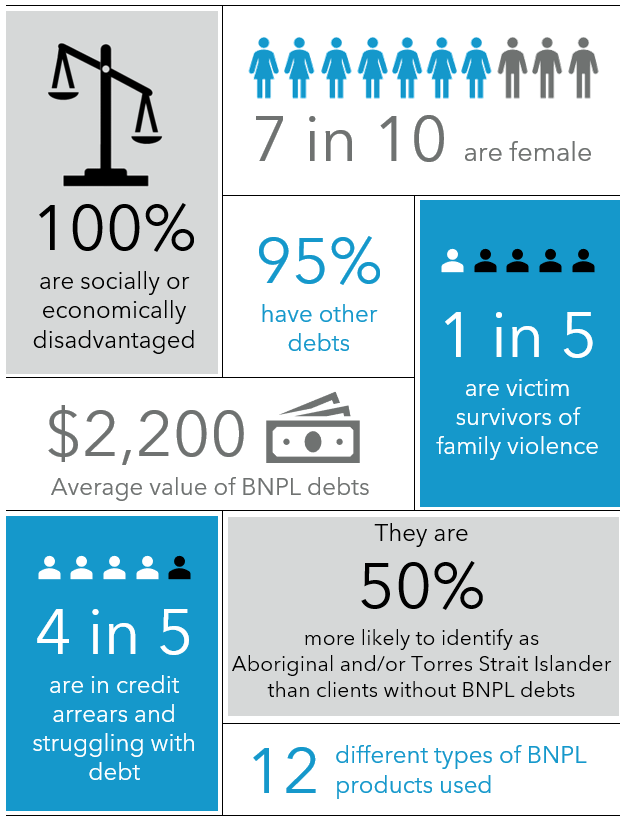 100%
are socially or
economically
disadvantaged
7 in 10 are female
95%
have other
debts
1 in 5
are victim
survivors of
family violence
$2,200
Average value of BNPL debts
4 in 5
are in credit
arrears and
struggling with
debt
They are
50%
more likely to identify as
Aboriginal and/or Torres Strait Islander
than clients without BNPL debts
12
different types of BNPL
products used